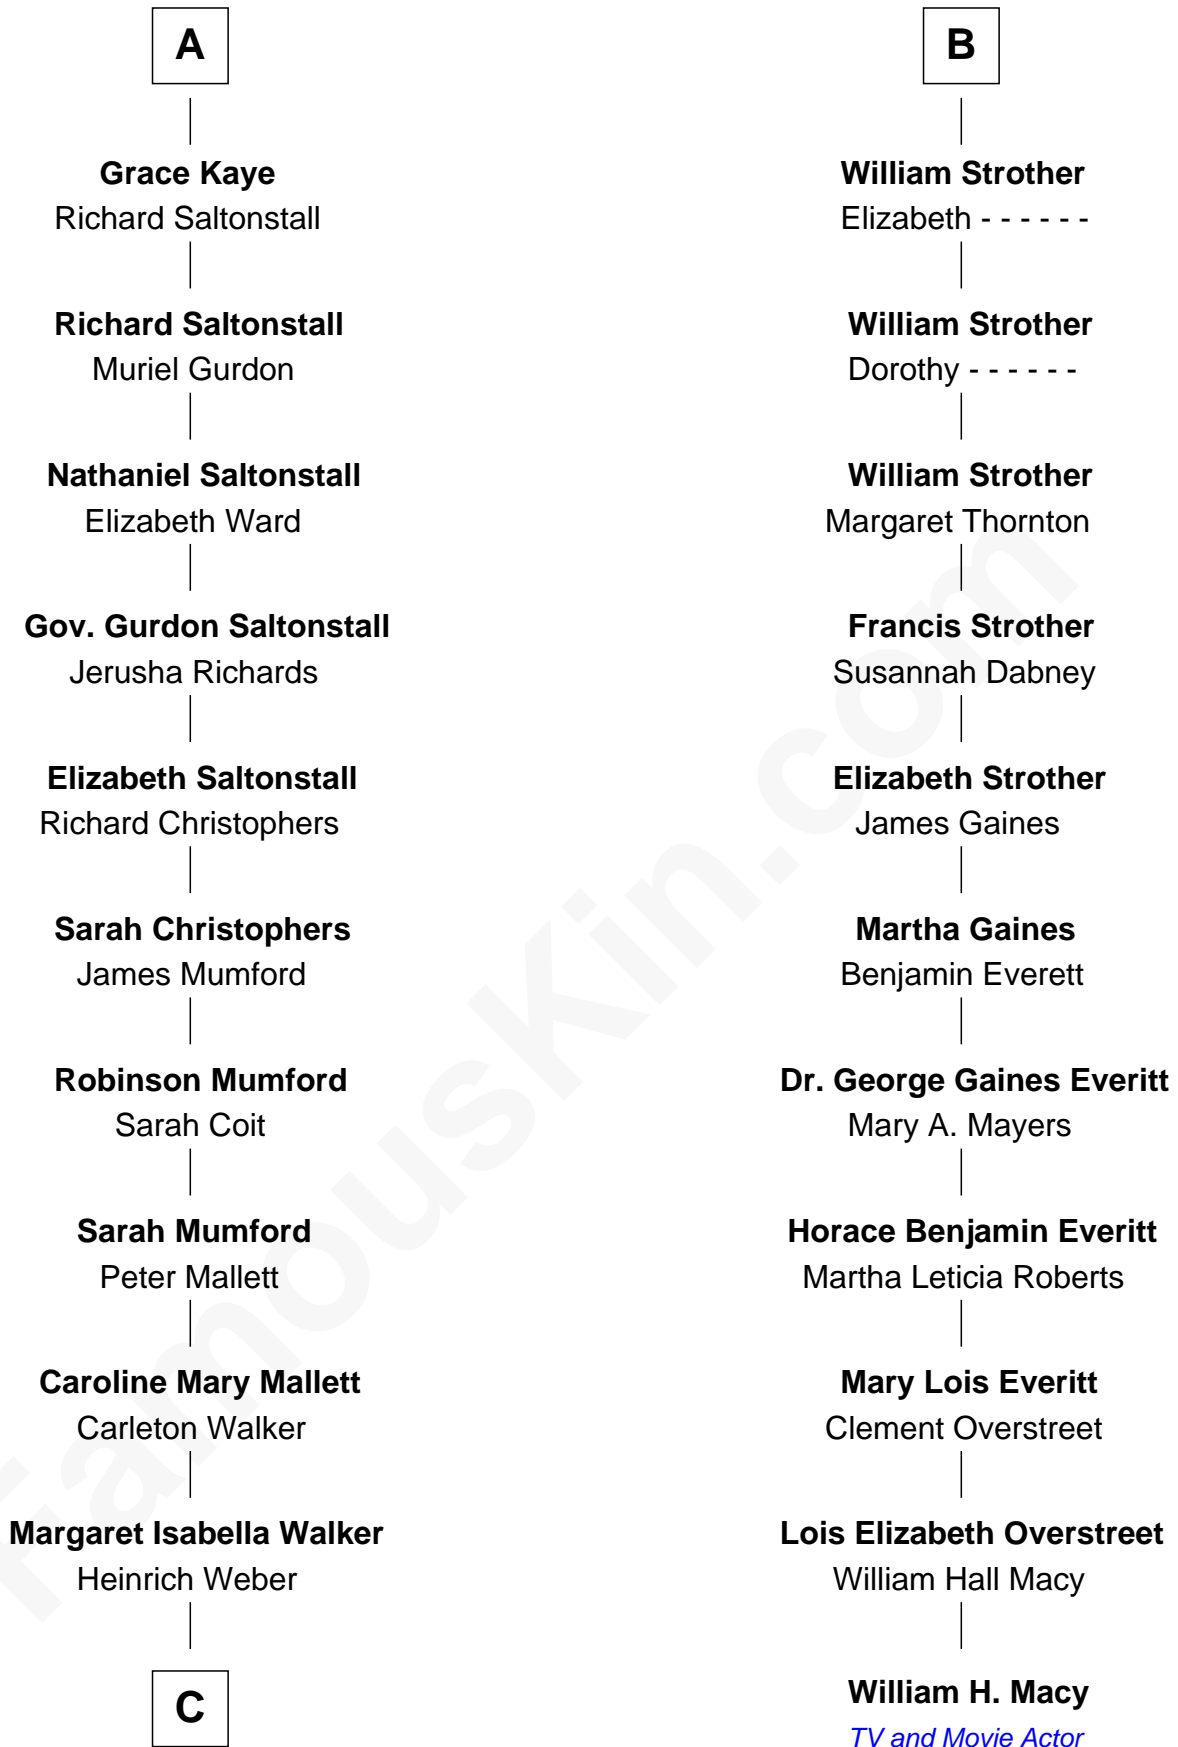 A
Grace Kaye
Richard Saltonstall
Richard Saltonstall
Muriel Gurdon
Nathaniel Saltonstall
Elizabeth Ward
Gov. Gurdon Saltonstall
Jerusha Richards
Elizabeth Saltonstall
Richard Christophers
Sarah Christophers
James Mumford
Robinson Mumford
Sarah Coit
Sarah Mumford
Peter Mallett
Caroline Mary Mallett
Carleton Walker
Margaret Isabella Walker
Heinrich Weber
C
B
William Strother
Elizabeth - - - - - -
William Strother
Dorothy - - - - - -
William Strother
Margaret Thornton
Francis Strother
Susannah Dabney
Elizabeth Strother
James Gaines
Martha Gaines
Benjamin Everett
Dr. George Gaines Everitt
Mary A. Mayers
Horace Benjamin Everitt
Martha Leticia Roberts
Mary Lois Everitt
Clement Overstreet
Lois Elizabeth Overstreet
William Hall Macy
William H. Macy
TV and Movie Actor
FamousKin.com